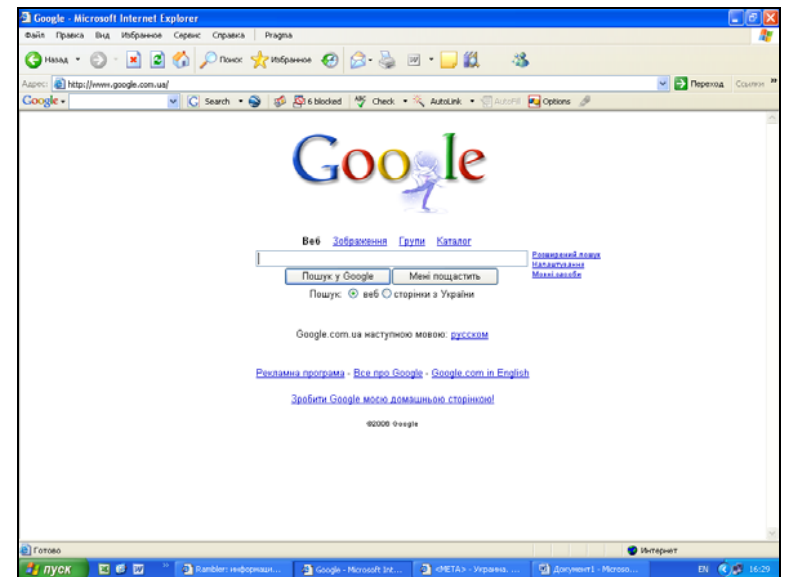 Google - Microsoft Internet Explorer
Файл Правка Вид Избранное Сервис Справка Pragma
Назад Поиск Избранное
Адрес: http://www.google.com.ua/ Переход Ссылки
Google Search 6 blocked Check AutoLink AutoFill Options
Google
Веб Зображення Групи Каталог
Розширений пошук
Налаштування
Мовні засоби
Пошук у Google Мені пощастить
Пошук: веб сторінки з України
Google.com.ua наступною мовою: русском
Рекламна програма - Все про Google - Google.com in English
Зробити Google моєю домашньою сторінкою!
©2006 Google
Готово Интернет
пуск Rambler: информаци... Google - Microsoft Int... <META> - Украина. ... Документ1 - Microso... EN 16:29